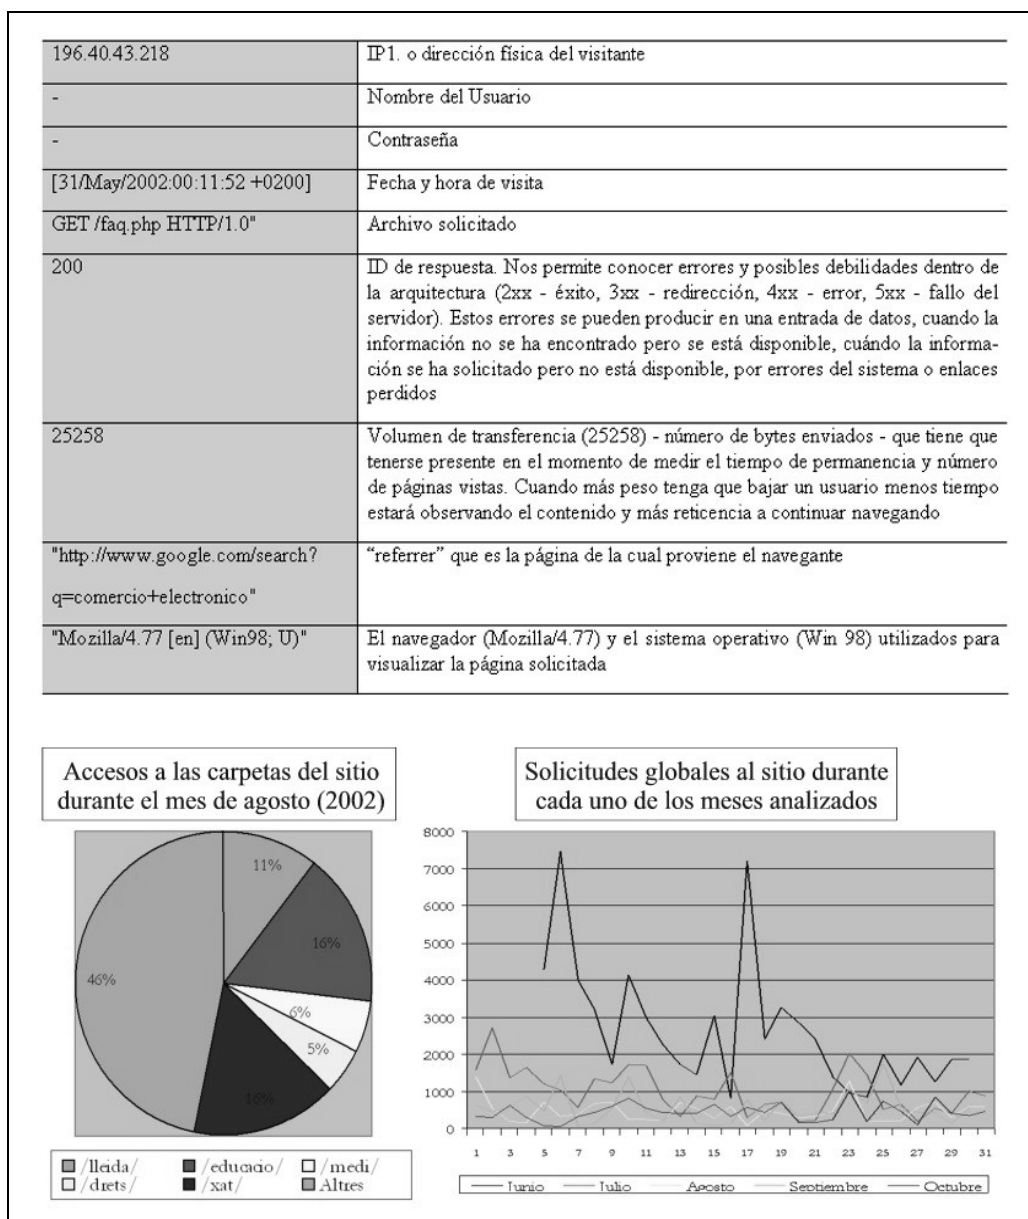 196.40.43.218
IP1. o dirección física del visitante
-
Nombre del Usuario
-
Contraseña
[31/May/2002:00:11:52 +0200]
Fecha y hora de visita
GET /faq.php HTTP/1.0"
Archivo solicitado
200
ID de respuesta. Nos permite conocer errores y posibles debilidades dentro de
la arquitectura (2xx - éxito, 3xx - redirección, 4xx - error, 5xx - fallo del
servidor). Estos errores se pueden producir en una entrada de datos, cuando la
información no se ha encontrado pero se está disponible, cuándo la informa-
ción se ha solicitado pero no está disponible, por errores del sistema o enlaces
perdidos
25258
Volumen de transferencia (25258) - número de bytes enviados - que tiene que
tenerse presente en el momento de medir el tiempo de permanencia y número
de páginas vistas. Cuando más peso tenga que bajar un usuario menos tiempo
estará observando el contenido y más reticencia a continuar navegando
"http://www.google.com/search?
q=comercio+electronico"
“referrer” que es la página de la cual proviene el navegante
"Mozilla/4.77 [en] (Win98; U)"
El navegador (Mozilla/4.77) y el sistema operativo (Win 98) utilizados para
visualizar la página solicitada
Accesos a las carpetas del sitio
durante el mes de agosto (2002)
11%
16%
6%
5%
16%
46%
/lleida/ /educacio/ /medi/
/drets/ /xat/ Altres
Solicitudes globales al sitio durante
cada uno de los meses analizados
8000
7000
6000
5000
4000
3000
2000
1000
0
1 3 5 7 9 11 13 15 17 19 21 23 25 27 29 31
Junio Julio Agosto Septiembre Octubre